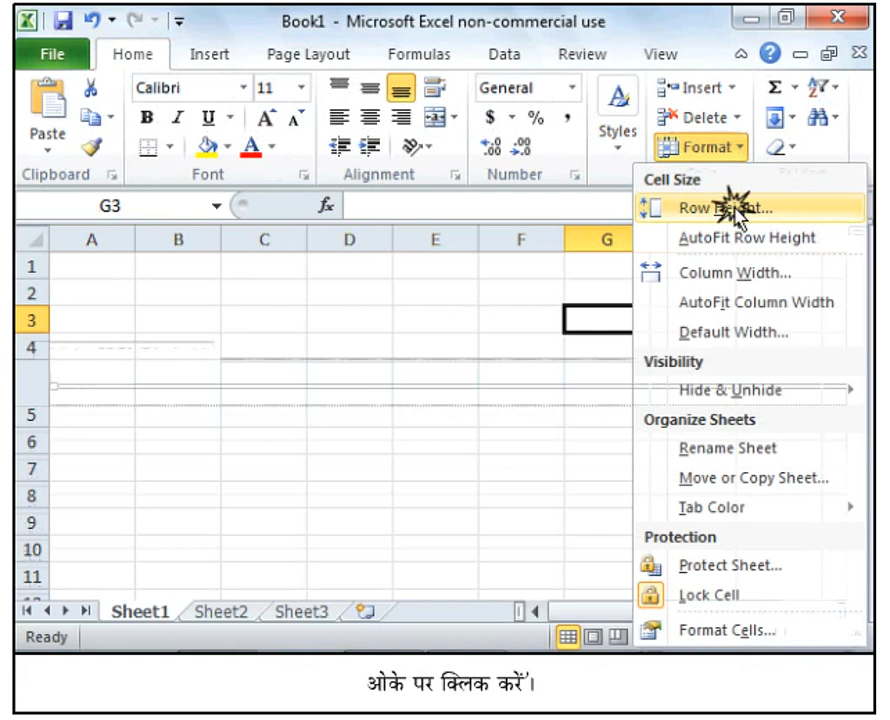 Book1 - Microsoft Excel non-commercial use
File Home Insert Page Layout Formulas Data Review View
Calibri 11 General Insert
B I U A A $ % , Delete
Paste Styles Format
A
Clipboard Font Alignment Number
Cell Size
G3 fx
Row Height...
AutoFit Row Height
A B C D E F G
1
Column Width...
2
AutoFit Column Width
3
Default Width...
4
Visibility
Hide & Unhide
5
Organize Sheets
6
Rename Sheet
7
Move or Copy Sheet...
8
Tab Color
9
Protection
10
Protect Sheet...
11
Lock Cell
Sheet1 Sheet2 Sheet3
Format Cells...
Ready
ओके पर क्लिक करें'।